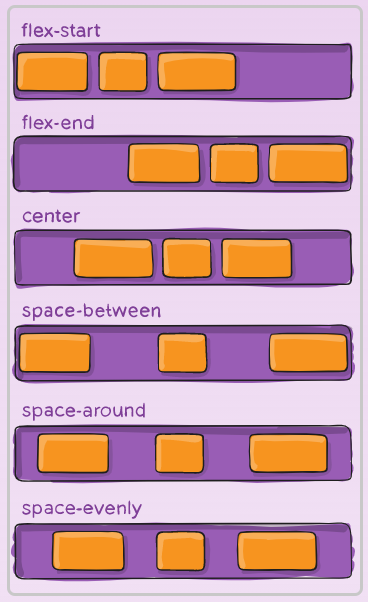 flex-start
flex-end
center
space-between
space-around
space-evenly